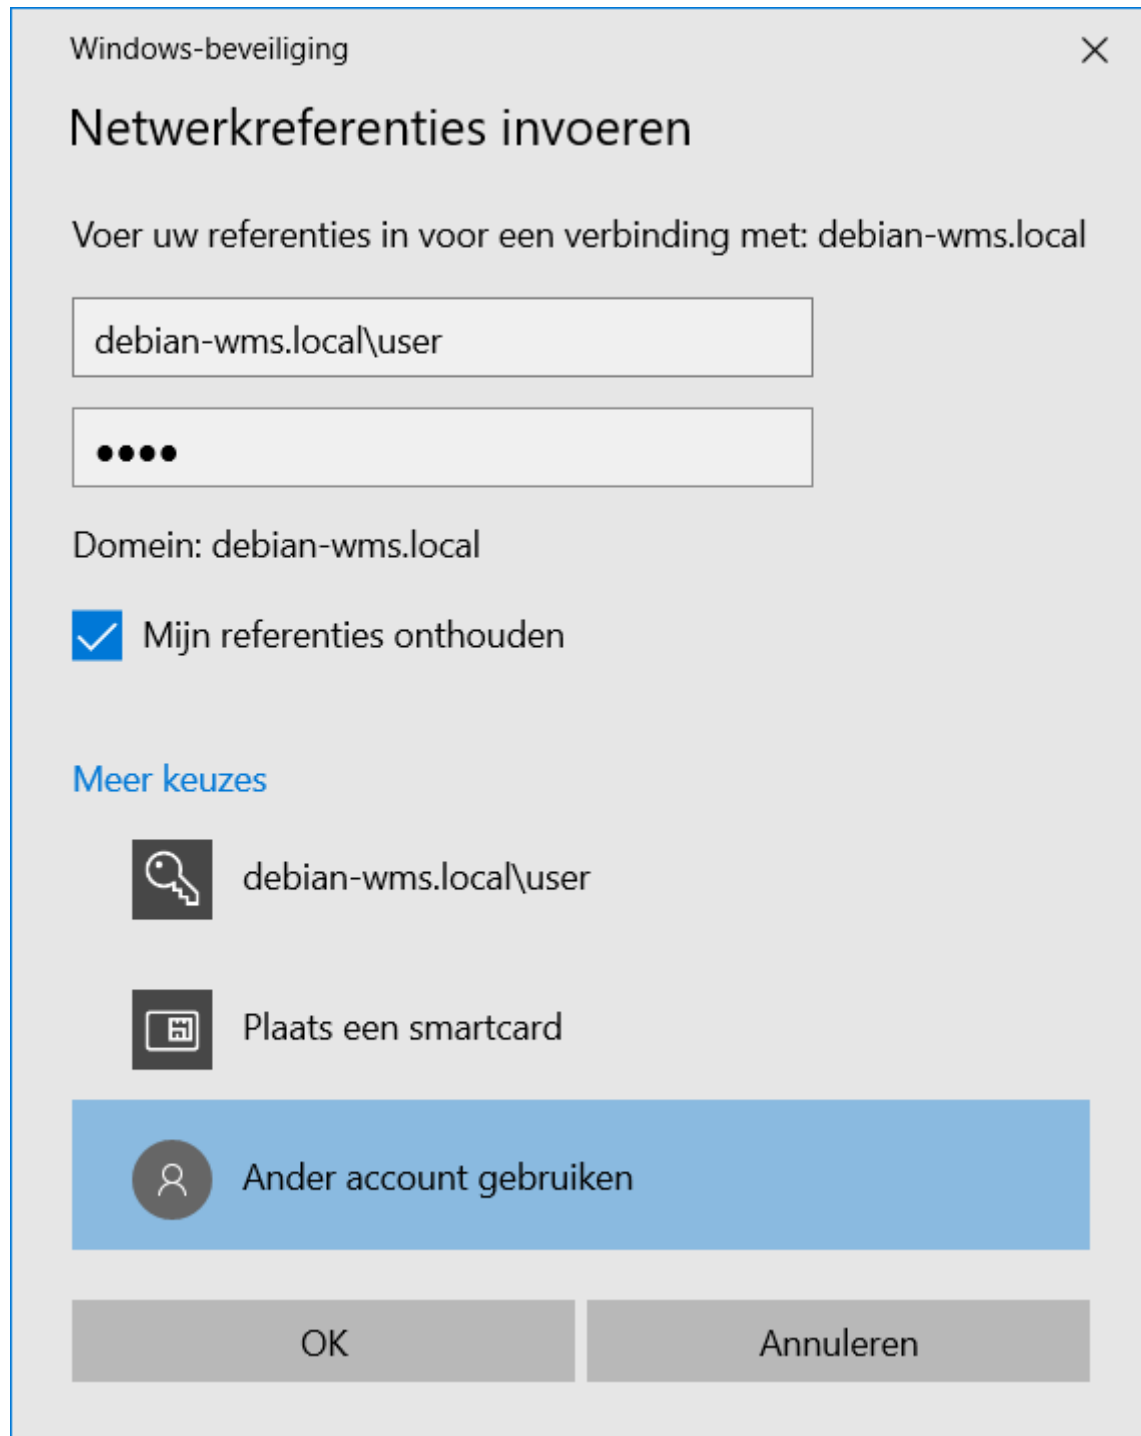 Windows-beveiliging
Netwerkreferenties invoeren
Voer uw referenties in voor een verbinding met: debian-wms.local
debian-wms.local\user
••••
Domein: debian-wms.local
Mijn referenties onthouden
Meer keuzes
debian-wms.local\user
Plaats een smartcard
Ander account gebruiken
OK
Annuleren